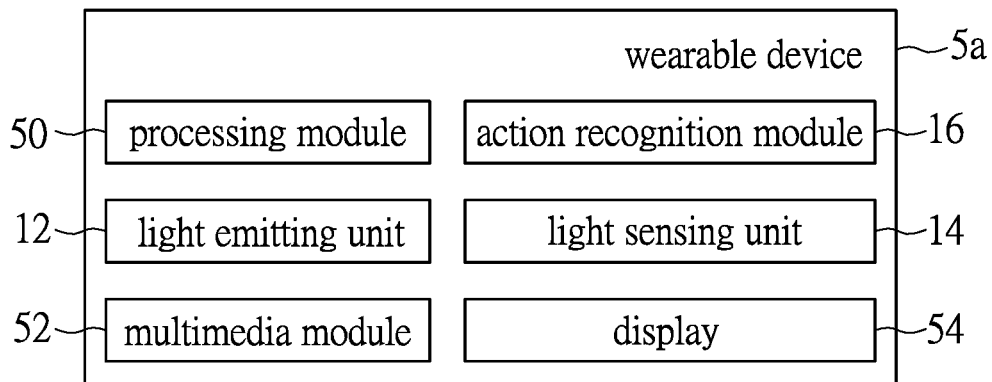 wearable device 5a
50 processing module action recognition module 16
12 light emitting unit light sensing unit 14
52 multimedia module display 54